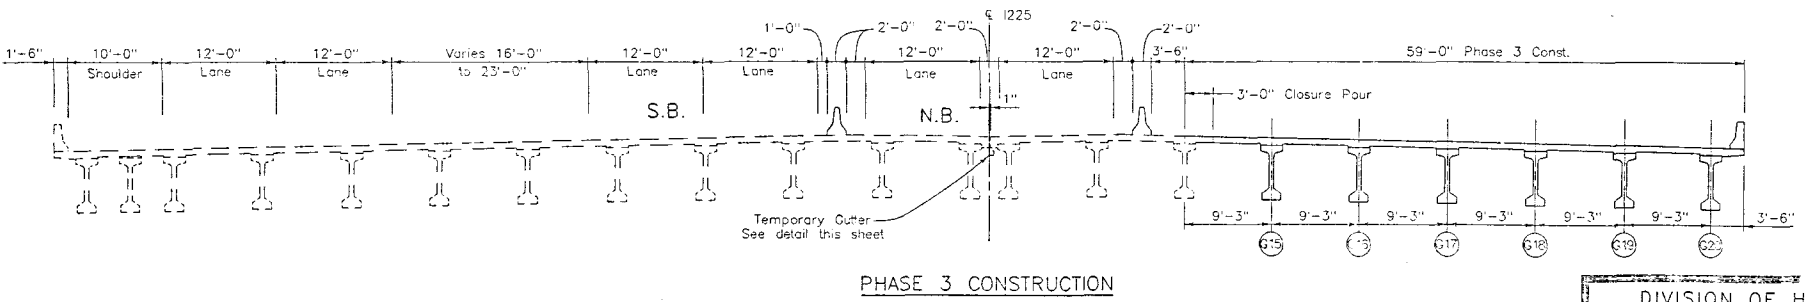 ℄ I225
1'-0" 2'-0" 2'-0" 2'-0" 2'-0"
1'-6" 10'-0" 12'-0" 12'-0" Varies 16'-0" 12'-0" 12'-0" 12'-0" 12'-0" 3'-6" 59'-0" Phase 3 Const.
Shoulder Lane Lane to 23'-0" Lane Lane Lane Lane
3'-0" Closure Pour
1"
S.B. N.B.
Temporary Gutter
See detail this sheet
9'-3" 9'-3" 9'-3" 9'-3" 9'-3" 9'-3" 3'-6"
G15 G16 G17 G18 G19 G20
PHASE 3 CONSTRUCTION
DIVISION OF H